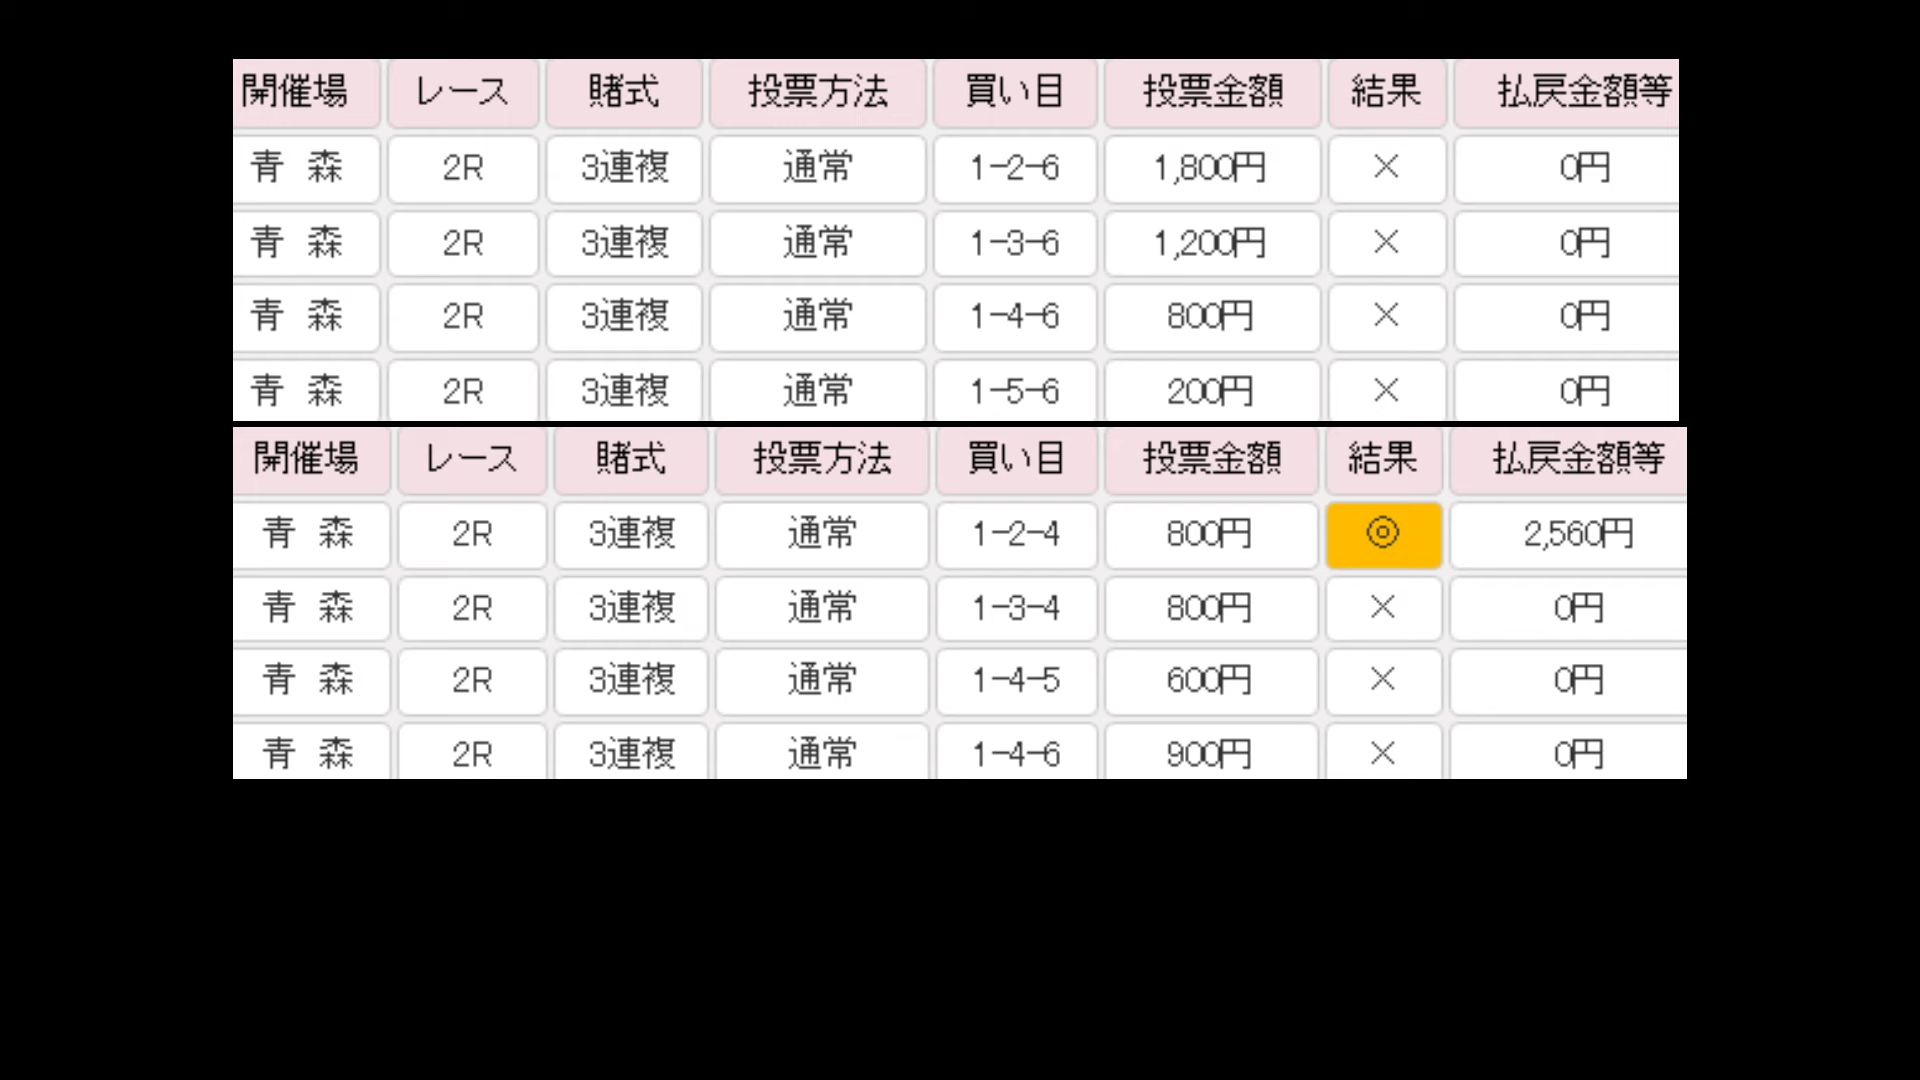 開催場 レース 賭式 投票方法 買い目 投票金額 結果 払戻金額等
青 森 2R 3連複 通常 1-2-6 1,800円 × 0円
青 森 2R 3連複 通常 1-3-6 1,200円 × 0円
青 森 2R 3連複 通常 1-4-6 800円 × 0円
青 森 2R 3連複 通常 1-5-6 200円 × 0円
開催場 レース 賭式 投票方法 買い目 投票金額 結果 払戻金額等
青 森 2R 3連複 通常 1-2-4 800円 ◎ 2,560円
青 森 2R 3連複 通常 1-3-4 800円 × 0円
青 森 2R 3連複 通常 1-4-5 600円 × 0円
青 森 2R 3連複 通常 1-4-6 900円 × 0円